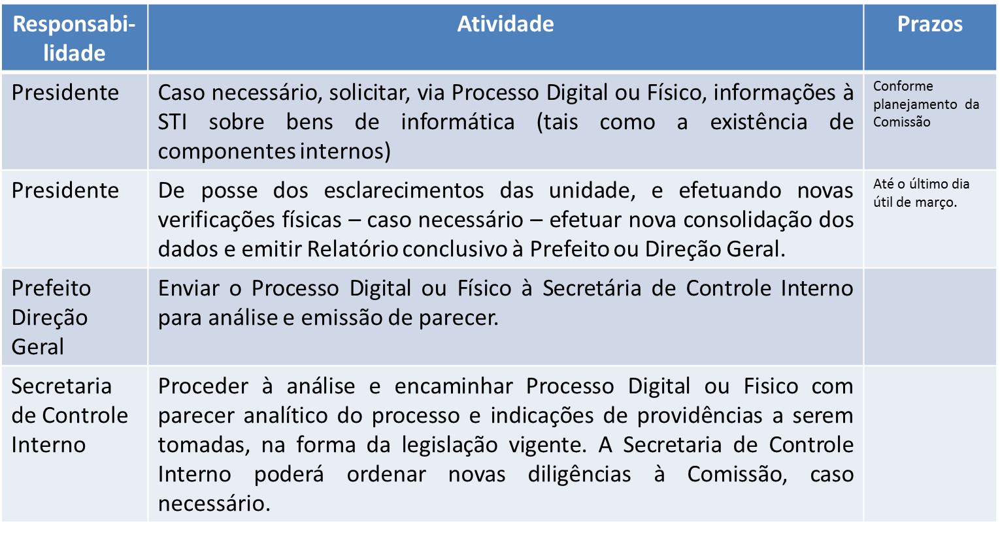 Responsabi-
lidade
Atividade
Prazos
Presidente
Caso necessário, solicitar, via Processo Digital ou Físico, informações à
STI sobre bens de informática (tais como a existência de
componentes internos)
Conforme
planejamento da
Comissão
Presidente
De posse dos esclarecimentos das unidade, e efetuando novas
verificações físicas – caso necessário – efetuar nova consolidação dos
dados e emitir Relatório conclusivo à Prefeito ou Direção Geral.
Até o último dia
útil de março.
Prefeito
Direção
Geral
Enviar o Processo Digital ou Físico à Secretária de Controle Interno
para análise e emissão de parecer.
Secretaria
de Controle
Interno
Proceder à análise e encaminhar Processo Digital ou Fisico com
parecer analítico do processo e indicações de providências a serem
tomadas, na forma da legislação vigente. A Secretaria de Controle
Interno poderá ordenar novas diligências à Comissão, caso
necessário.